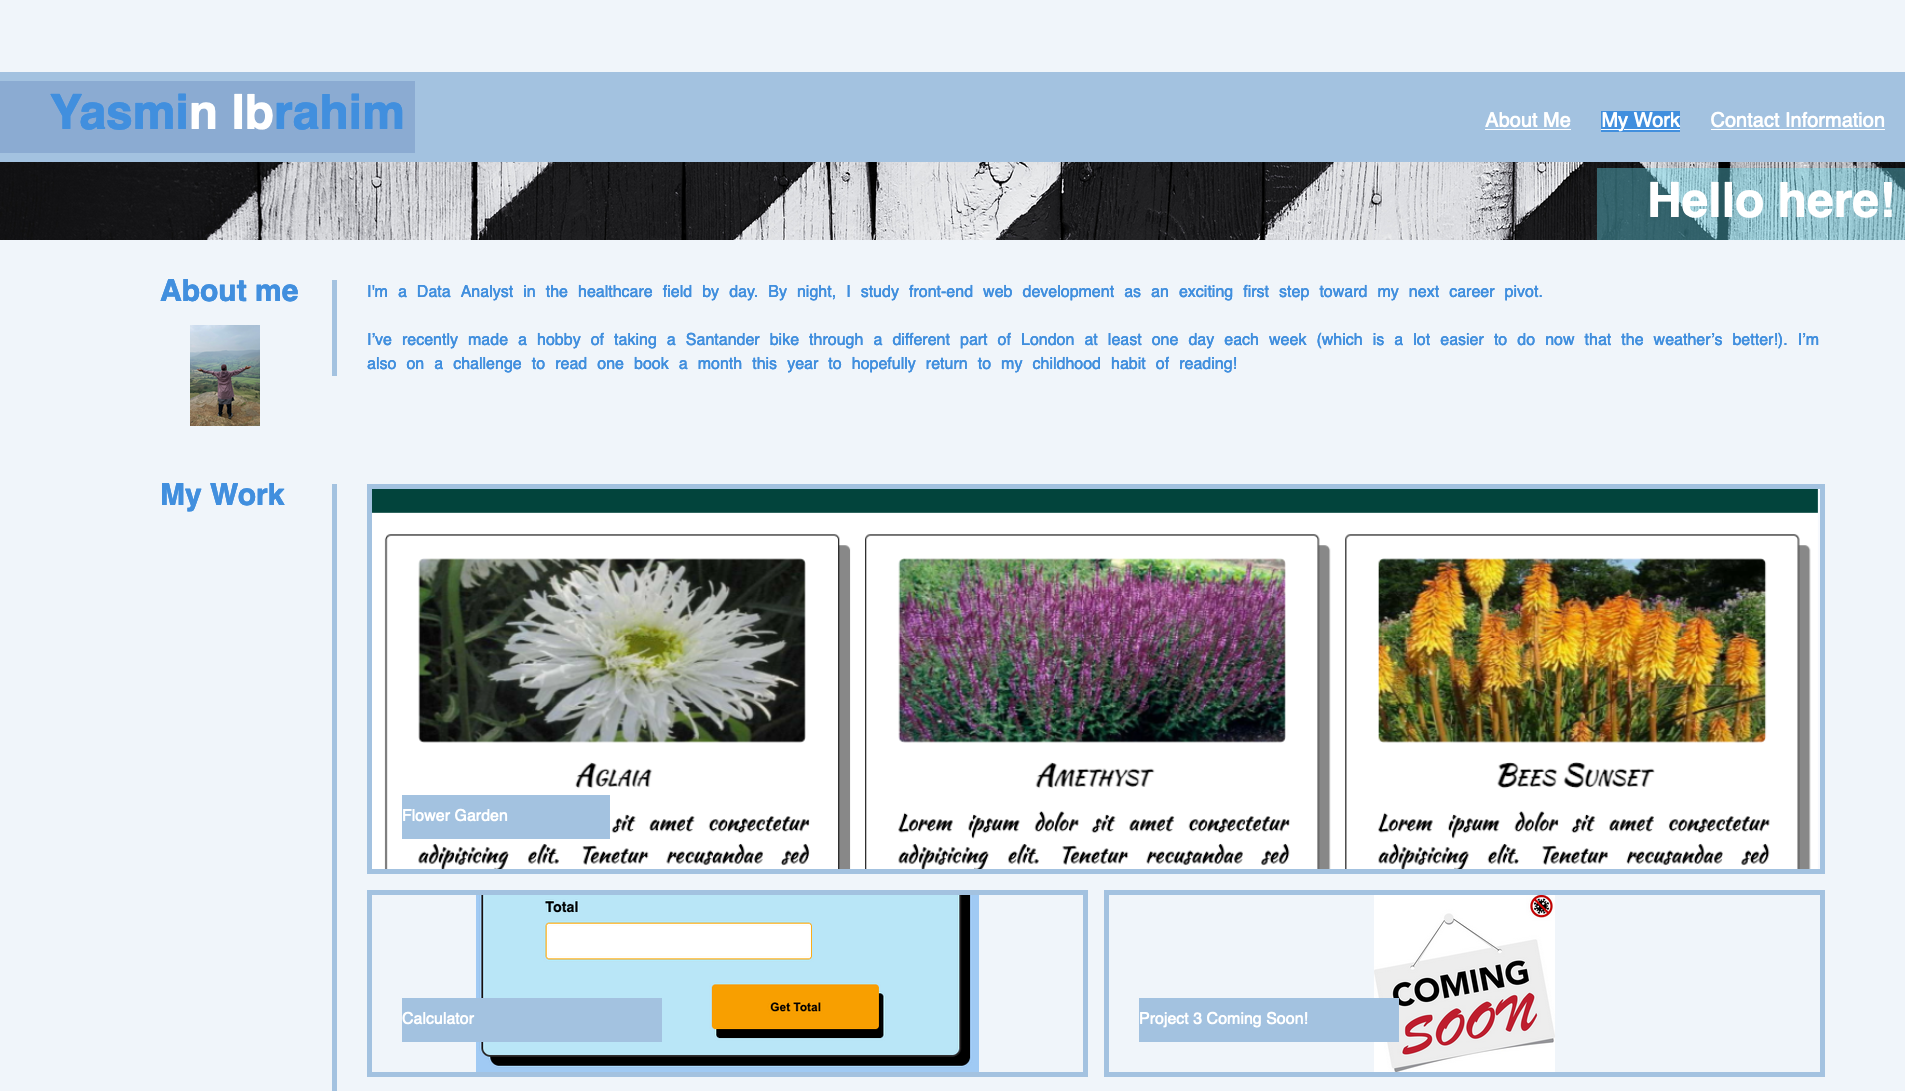 Yasmin Ibrahim
About Me
My Work
Contact Information
Hello here!
About me
I'm a Data Analyst in the healthcare field by day. By night, I study front-end web development as an exciting first step toward my next career pivot.
I’ve recently made a hobby of taking a Santander bike through a different part of London at least one day each week (which is a lot easier to do now that the weather’s better!). I’m
also on a challenge to read one book a month this year to hopefully return to my childhood habit of reading!
My Work
Aglaia
sit amet consectetur
adipisicing elit. Tenetur recusandae sed
Flower Garden
Amethyst
Lorem ipsum dolor sit amet consectetur
adipisicing elit. Tenetur recusandae sed
Bees Sunset
Lorem ipsum dolor sit amet consectetur
adipisicing elit. Tenetur recusandae sed
Total
Get Total
Calculator
COMING
SOON
Project 3 Coming Soon!